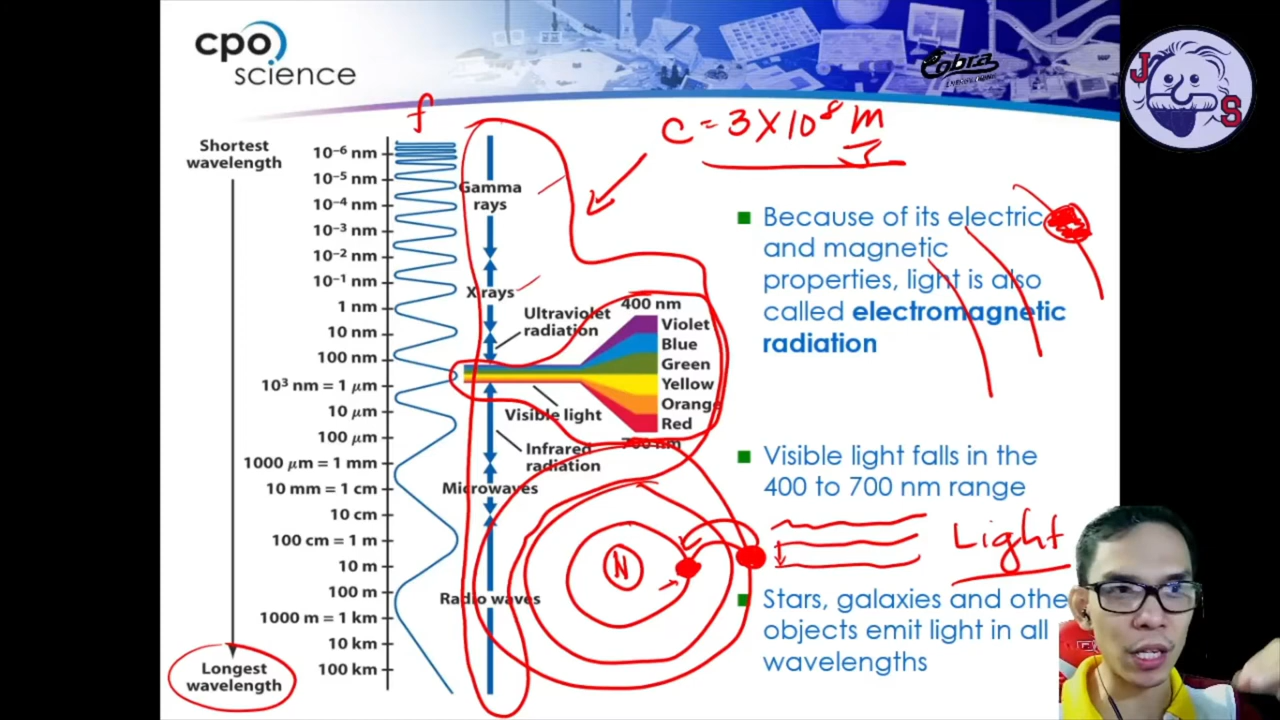 cpo
science
Cobra
J S
f
C = 3 X 10⁸ m
s
Shortest
wavelength
10⁻⁶ nm
10⁻⁵ nm
10⁻⁴ nm
10⁻³ nm
10⁻² nm
10⁻¹ nm
1 nm
10 nm
100 nm
10³ nm = 1 µm
10 µm
100 µm
1000 µm = 1 mm
10 mm = 1 cm
10 cm
100 cm = 1 m
10 m
100 m
1000 m = 1 km
10 km
100 km
Longest
wavelength
Gamma
rays
X rays
Ultraviolet
radiation
400 nm
Violet
Blue
Green
Yellow
Orange
Red
700 nm
Visible light
Infrared
radiation
Microwaves
Radio waves
N
Because of its electric
and magnetic
properties, light is also
called electromagnetic
radiation
Visible light falls in the
400 to 700 nm range
Light
Stars, galaxies and othe
objects emit light in all
wavelengths